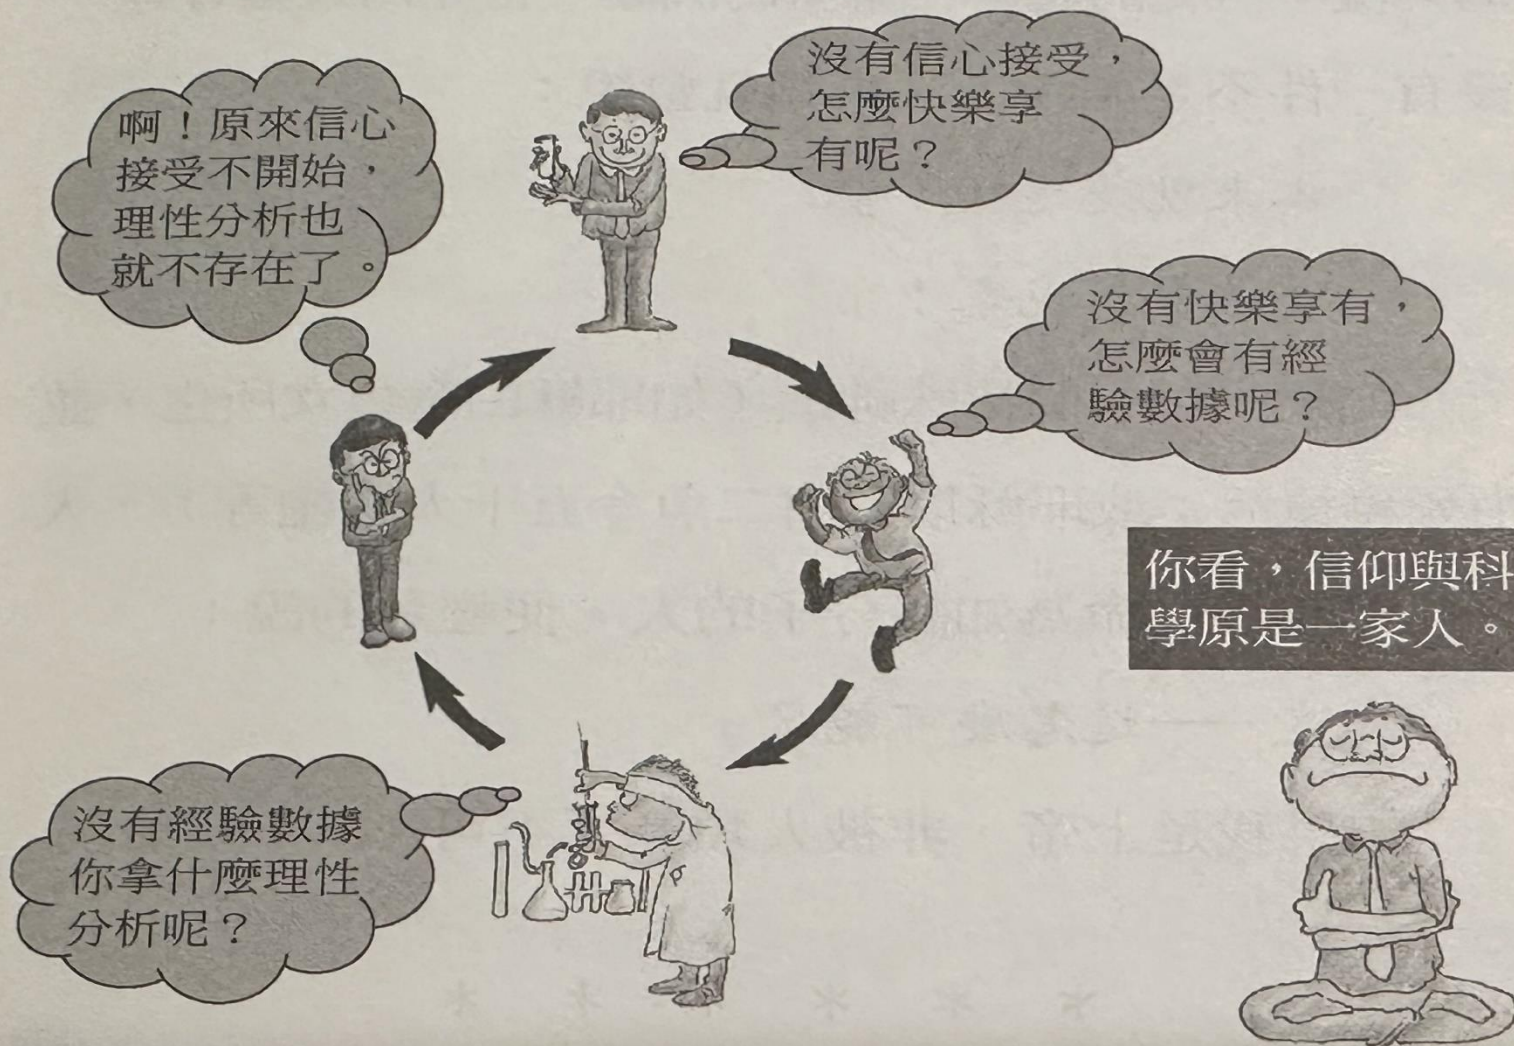 沒有信心接受，
怎麼快樂享
有呢？
啊！原來信心
接受不開始，
理性分析也
就不存在了。
沒有快樂享有，
怎麼會有經
驗數據呢？
你看，信仰與科
學原是一家人。
沒有經驗數據
你拿什麼理性
分析呢？